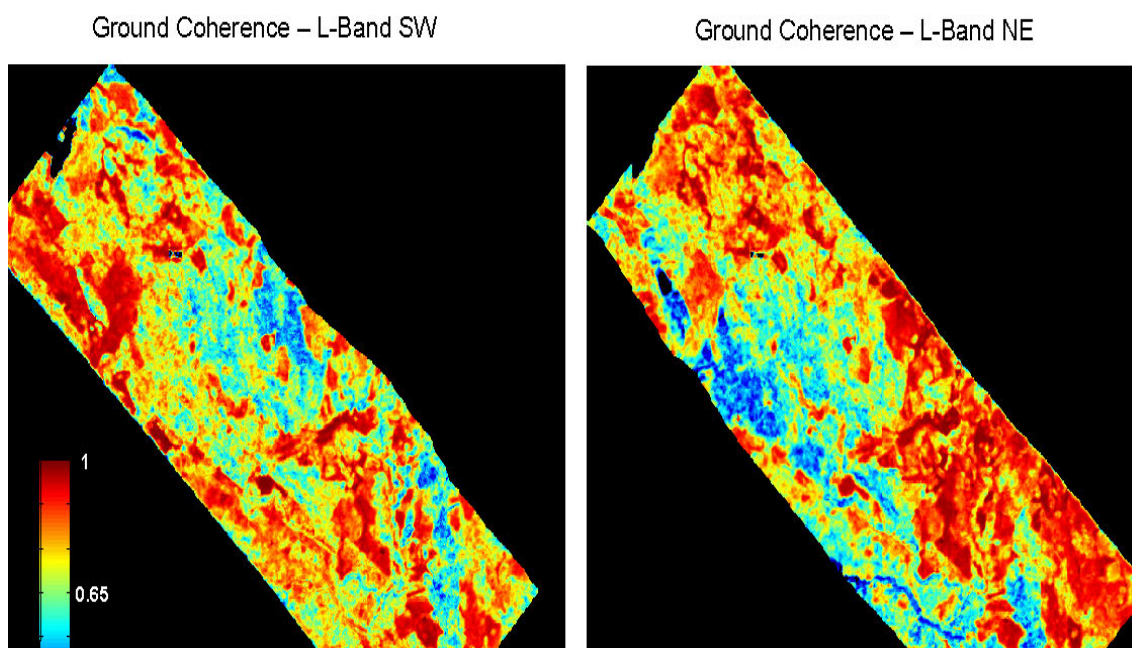 Ground Coherence – L-Band SW
Ground Coherence – L-Band NE
1
0.65